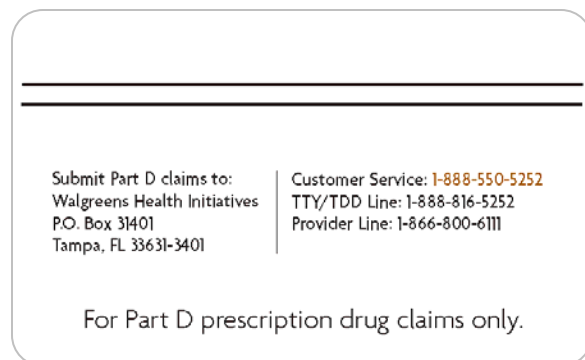 Submit Part D claims to:
Walgreens Health Initiatives
P.O. Box 31401
Tampa, FL 33631-3401
Customer Service: 1-888-550-5252
TTY/TDD Line: 1-888-816-5252
Provider Line: 1-866-800-6111
For Part D prescription drug claims only.